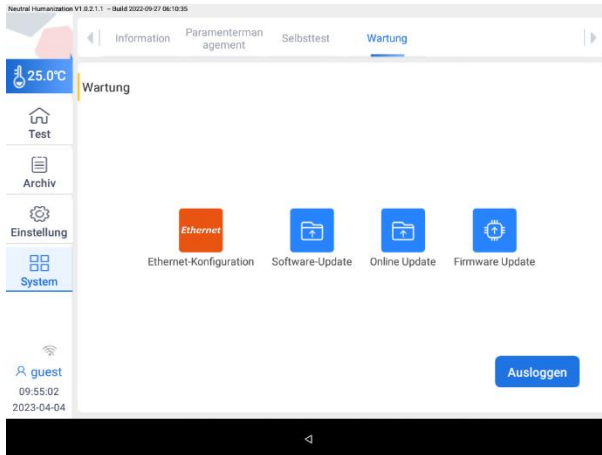 Neutral Humanization V1.0.2.1.1 - Build 2022-09-27 06:10:35
Information
Paramenterman
agement
Selbsttest
Wartung
25.0°C
Wartung
Test
Archiv
Einstellung
System
Ethernet
Ethernet-Konfiguration
Software-Update
Online Update
Firmware Update
guest
Ausloggen
09:55:02
2023-04-04